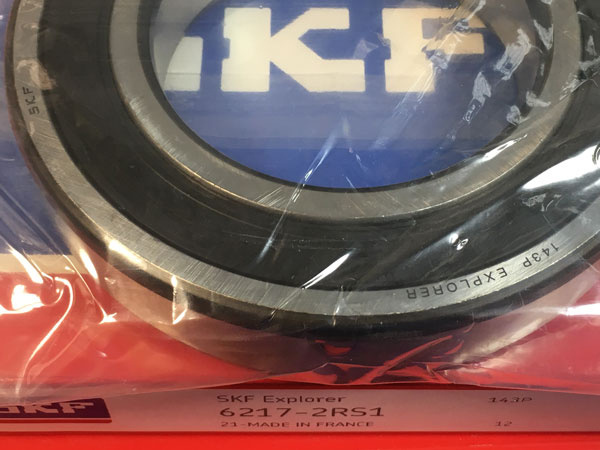 SKF
SKF
143P EXPLORER
SKF
SKF Explorer
6217-2RS1
21-MADE IN FRANCE
143P
12